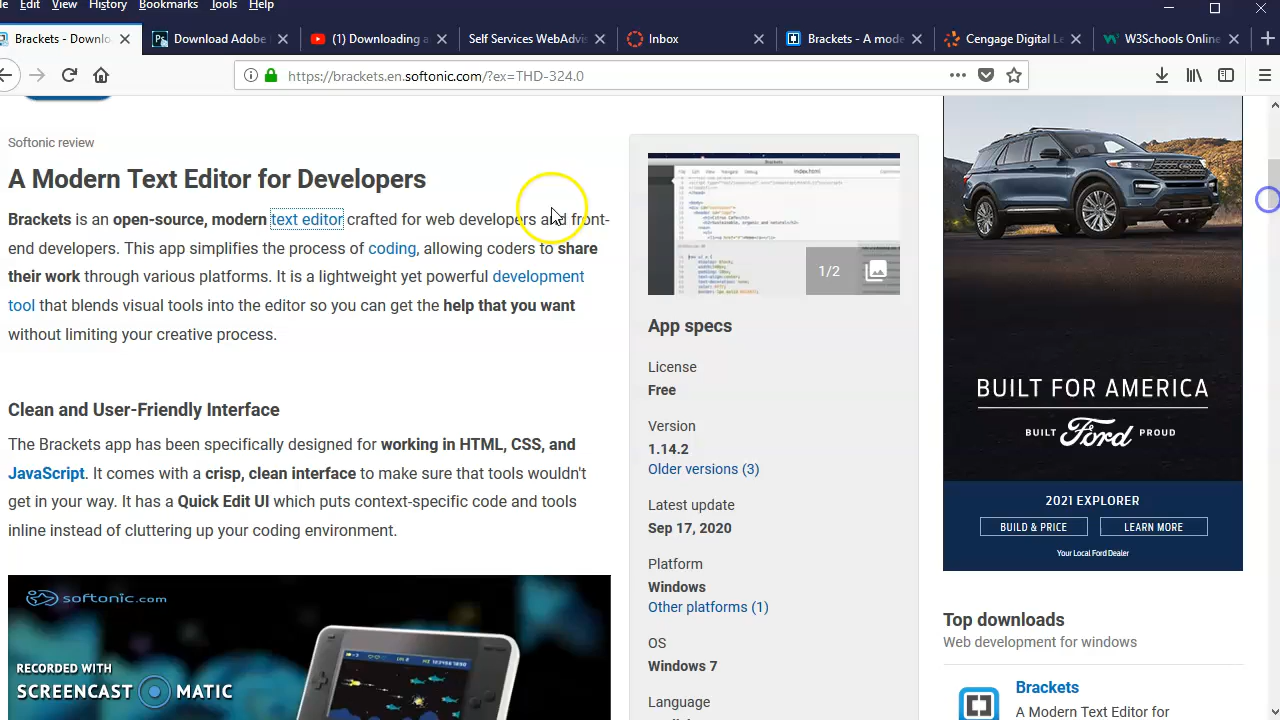 File Edit View History Bookmarks Tools Help
Brackets - Downlo
Download Adobe
(1) Downloading a
Self Services WebAdvis
Inbox
Brackets - A mode
Cengage Digital Le
W3Schools Online
https://brackets.en.softonic.com/?ex=THD-324.0
Softonic review
A Modern Text Editor for Developers
Brackets is an open-source, modern text editor crafted for web developers and front-
end developers. This app simplifies the process of coding, allowing coders to share
their work through various platforms. It is a lightweight yet powerful development
tool that blends visual tools into the editor so you can get the help that you want
without limiting your creative process.
Clean and User-Friendly Interface
The Brackets app has been specifically designed for working in HTML, CSS, and
JavaScript. It comes with a crisp, clean interface to make sure that tools wouldn't
get in your way. It has a Quick Edit UI which puts context-specific code and tools
inline instead of cluttering up your coding environment.
softonic.com
RECORDED WITH
SCREENCAST MATIC
1/2
App specs
License
Free
Version
1.14.2
Older versions (3)
Latest update
Sep 17, 2020
Platform
Windows
Other platforms (1)
OS
Windows 7
Language
BUILT FOR AMERICA
BUILT Ford PROUD
2021 EXPLORER
BUILD & PRICE
LEARN MORE
Your Local Ford Dealer
Top downloads
Web development for windows
Brackets
A Modern Text Editor for